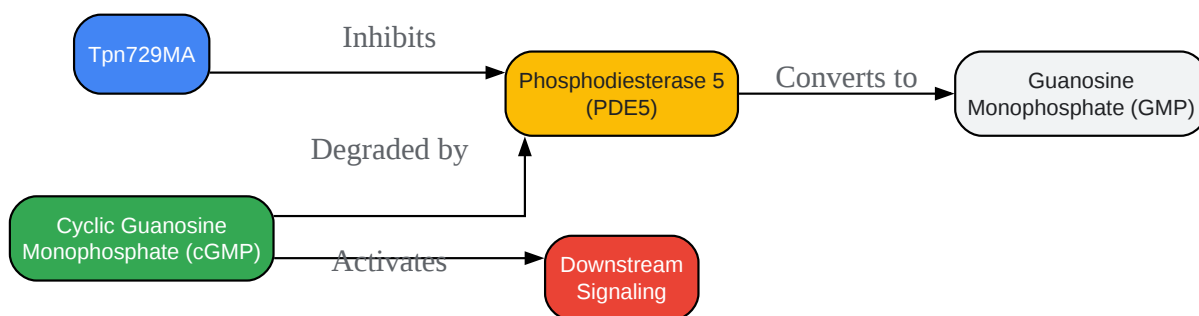 Tpn729MA
Inhibits
Phosphodiesterase 5
(PDE5)
Converts to
Guanosine
Monophosphate (GMP)
Degraded by
Cyclic Guanosine
Monophosphate (cGMP)
Activates
Downstream
Signaling